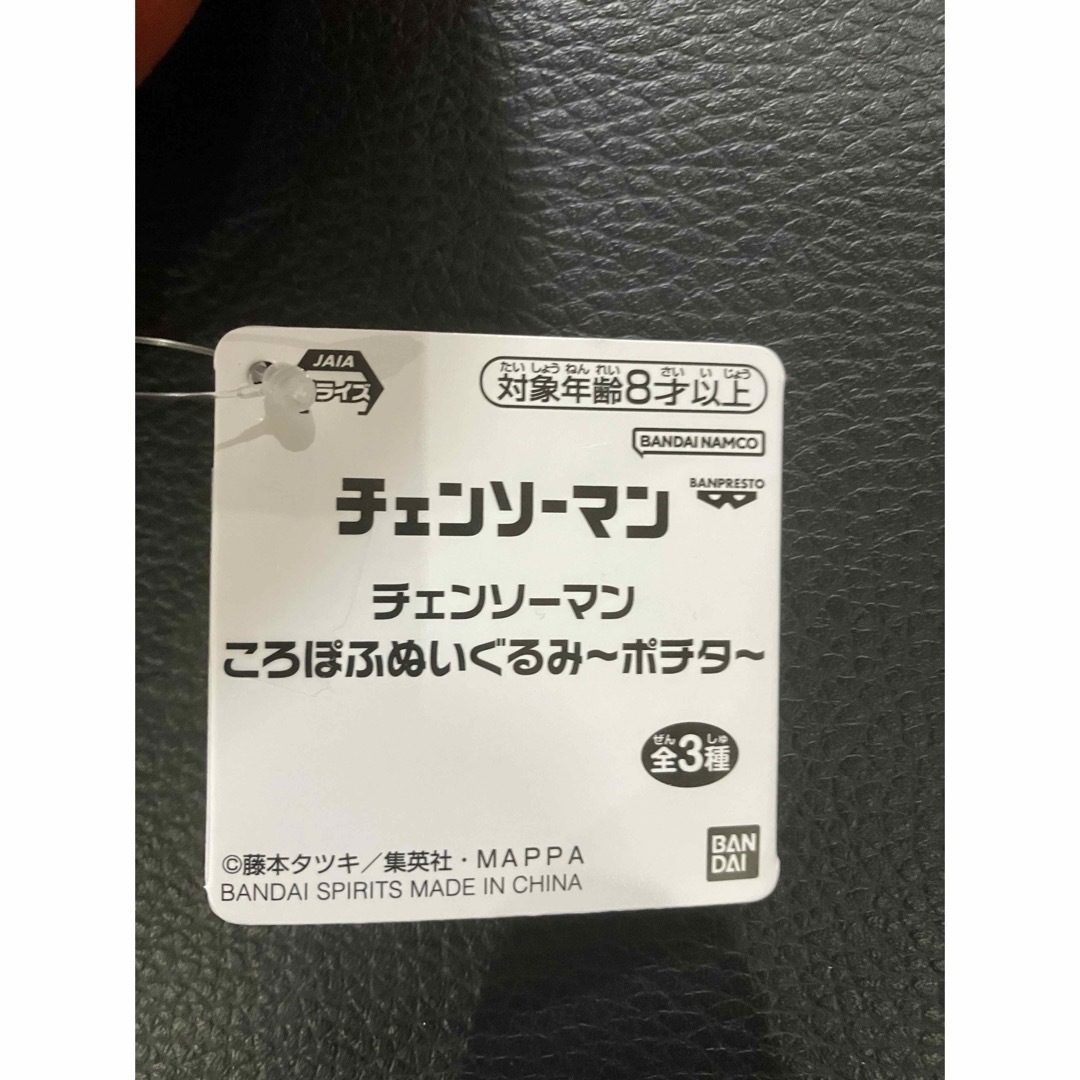 JAIA
ライズ
たいしょうねんれい さい いじょう
対象年齢8才以上
BANDAI NAMCO
BANPRESTO
チェンソーマン
チェンソーマン
ころぽふぬいぐるみ〜ポチタ〜
ぜん しゅ
全3種
©藤本タツキ／集英社・MAPPA
BANDAI SPIRITS MADE IN CHINA
BAN
DAI